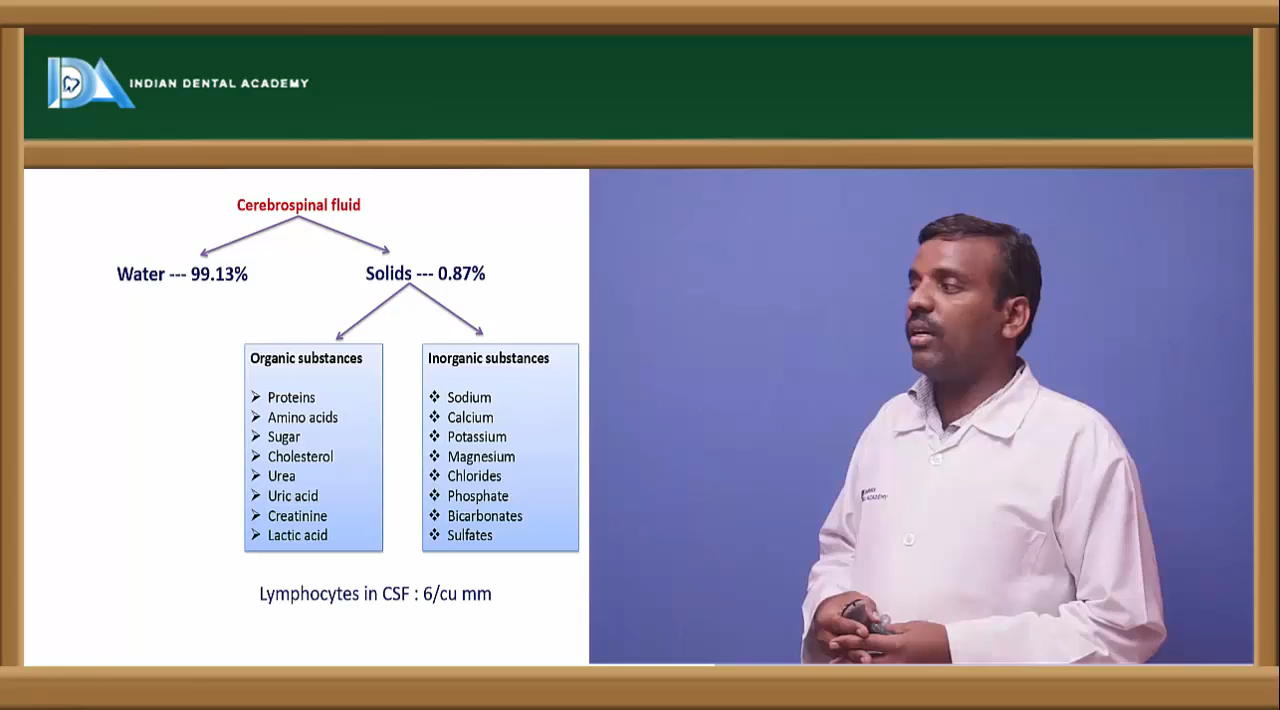 IDA INDIAN DENTAL ACADEMY
Cerebrospinal fluid
Water --- 99.13%
Solids --- 0.87%
Organic substances
Proteins
Amino acids
Sugar
Cholesterol
Urea
Uric acid
Creatinine
Lactic acid
Inorganic substances
Sodium
Calcium
Potassium
Magnesium
Chlorides
Phosphate
Bicarbonates
Sulfates
Lymphocytes in CSF : 6/cu mm
ACADEMY